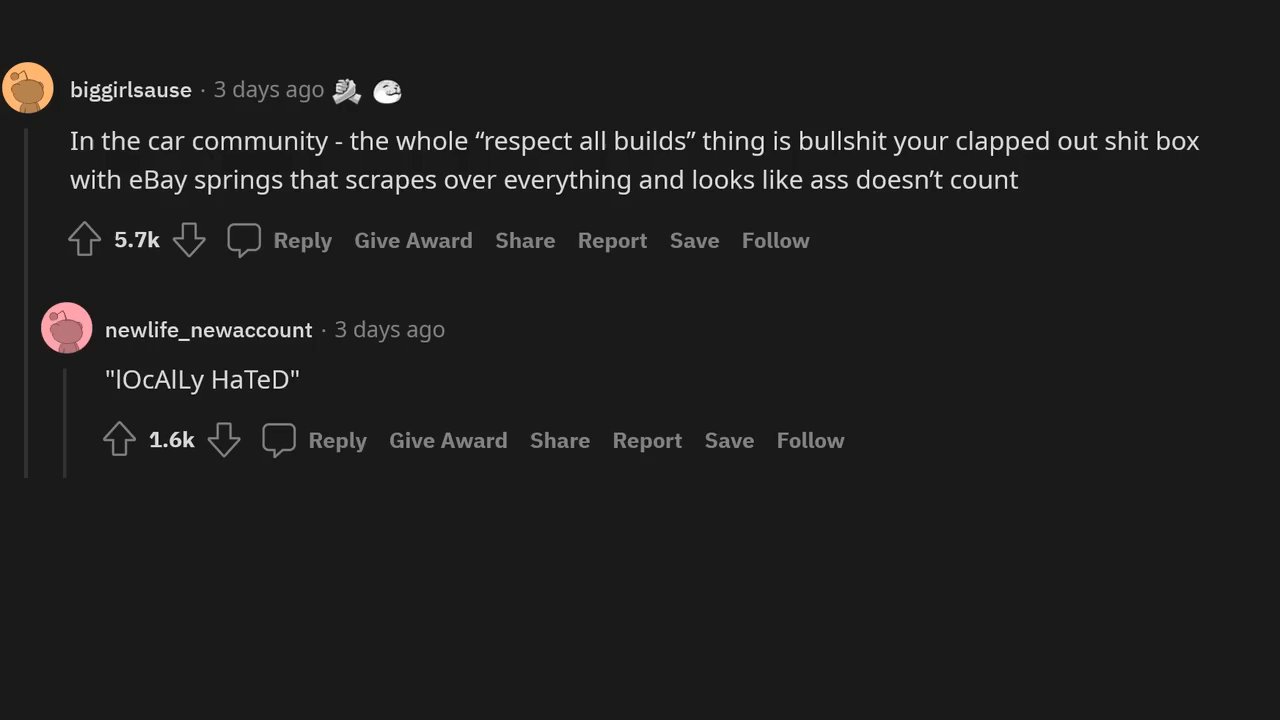 biggirlsause · 3 days ago
In the car community - the whole “respect all builds” thing is bullshit your clapped out shit box
with eBay springs that scrapes over everything and looks like ass doesn’t count
5.7k Reply Give Award Share Report Save Follow
newlife_newaccount · 3 days ago
"lOcAlLy HaTeD"
1.6k Reply Give Award Share Report Save Follow